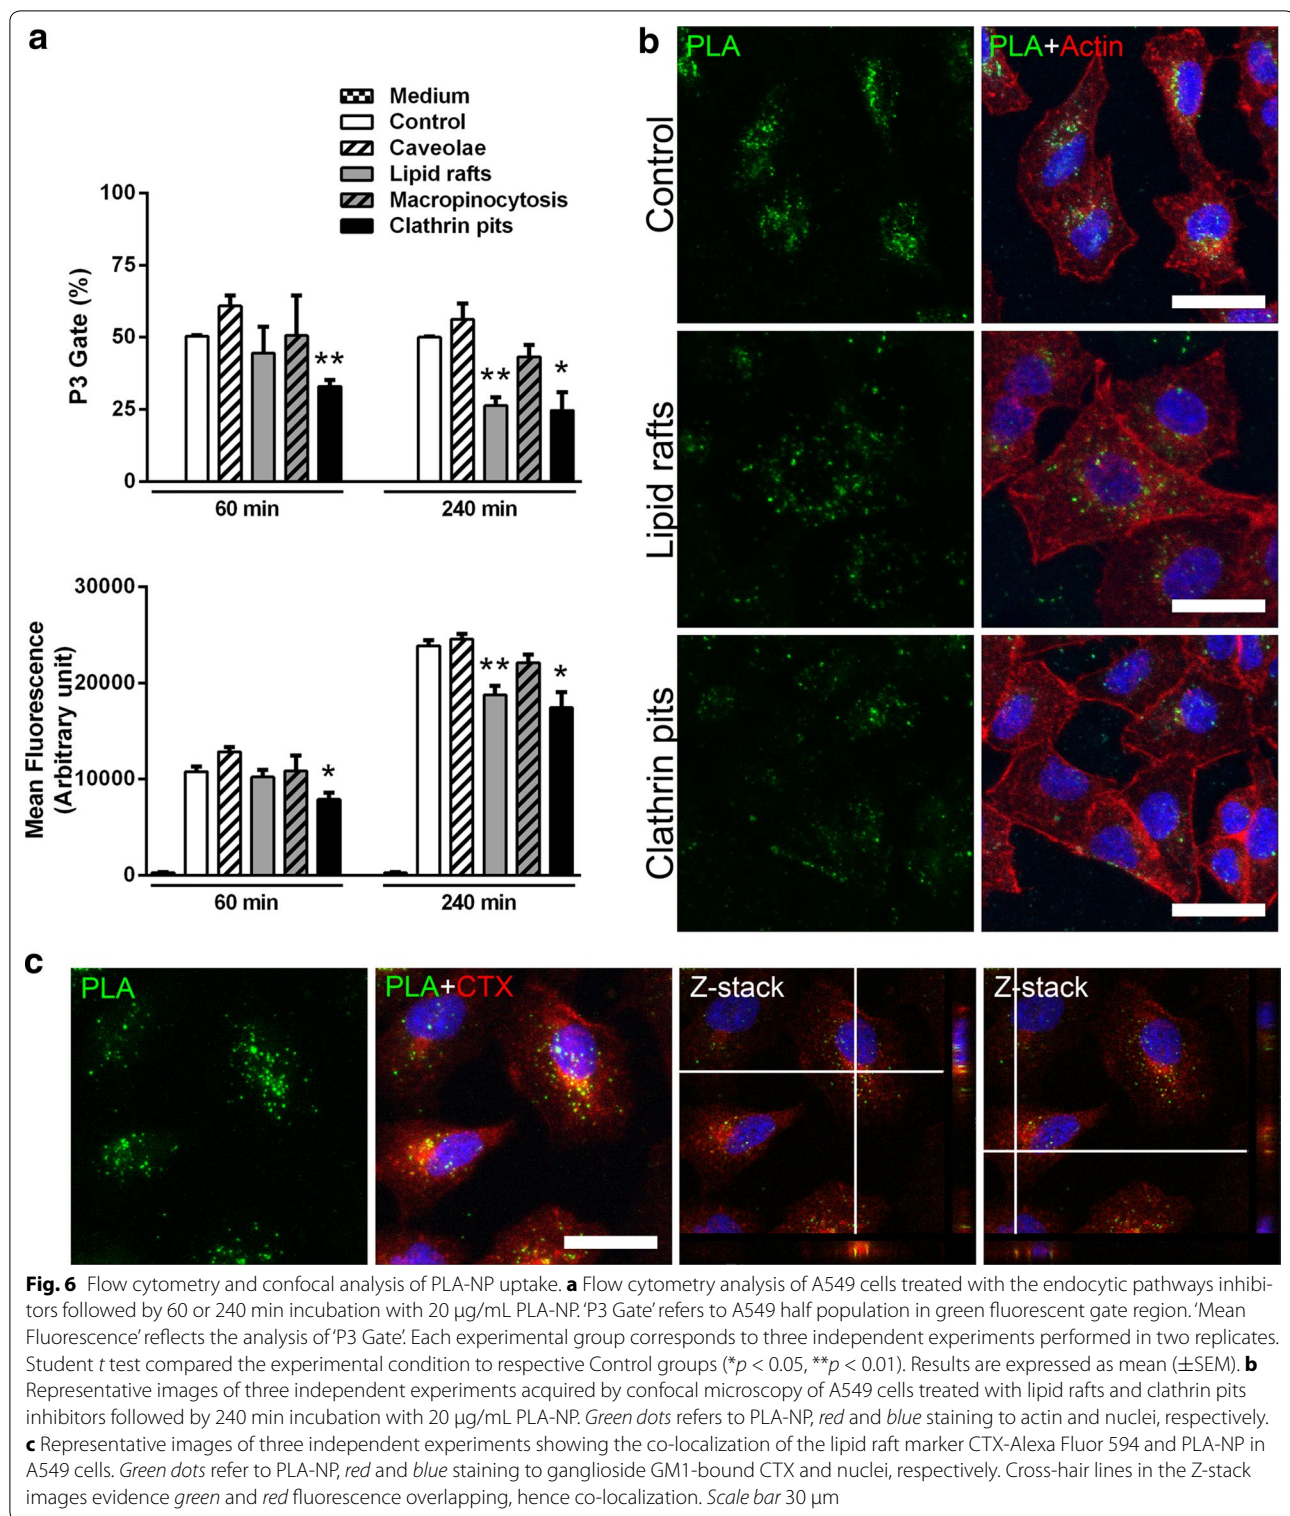 a
Medium
Control
Caveolae
Lipid rafts
Macropinocytosis
Clathrin pits
P3 Gate (%)
100
75
50
25
0
**
**
*
60 min
240 min
Mean Fluorescence
(Arbitrary unit)
30000
20000
10000
0
*
**
*
60 min
240 min
b
PLA
PLA+Actin
Control
Lipid rafts
Clathrin pits
c
PLA
PLA+CTX
Z-stack
Z-stack
Fig. 6 Flow cytometry and confocal analysis of PLA-NP uptake. a Flow cytometry analysis of A549 cells treated with the endocytic pathways inhibi-
tors followed by 60 or 240 min incubation with 20 μg/mL PLA-NP. ‘P3 Gate’ refers to A549 half population in green fluorescent gate region. ‘Mean
Fluorescence’ reflects the analysis of ‘P3 Gate’. Each experimental group corresponds to three independent experiments performed in two replicates.
Student t test compared the experimental condition to respective Control groups (*p < 0.05, **p < 0.01). Results are expressed as mean (±SEM). b
Representative images of three independent experiments acquired by confocal microscopy of A549 cells treated with lipid rafts and clathrin pits
inhibitors followed by 240 min incubation with 20 μg/mL PLA-NP. Green dots refers to PLA-NP, red and blue staining to actin and nuclei, respectively.
c Representative images of three independent experiments showing the co-localization of the lipid raft marker CTX-Alexa Fluor 594 and PLA-NP in
A549 cells. Green dots refer to PLA-NP, red and blue staining to ganglioside GM1-bound CTX and nuclei, respectively. Cross-hair lines in the Z-stack
images evidence green and red fluorescence overlapping, hence co-localization. Scale bar 30 μm